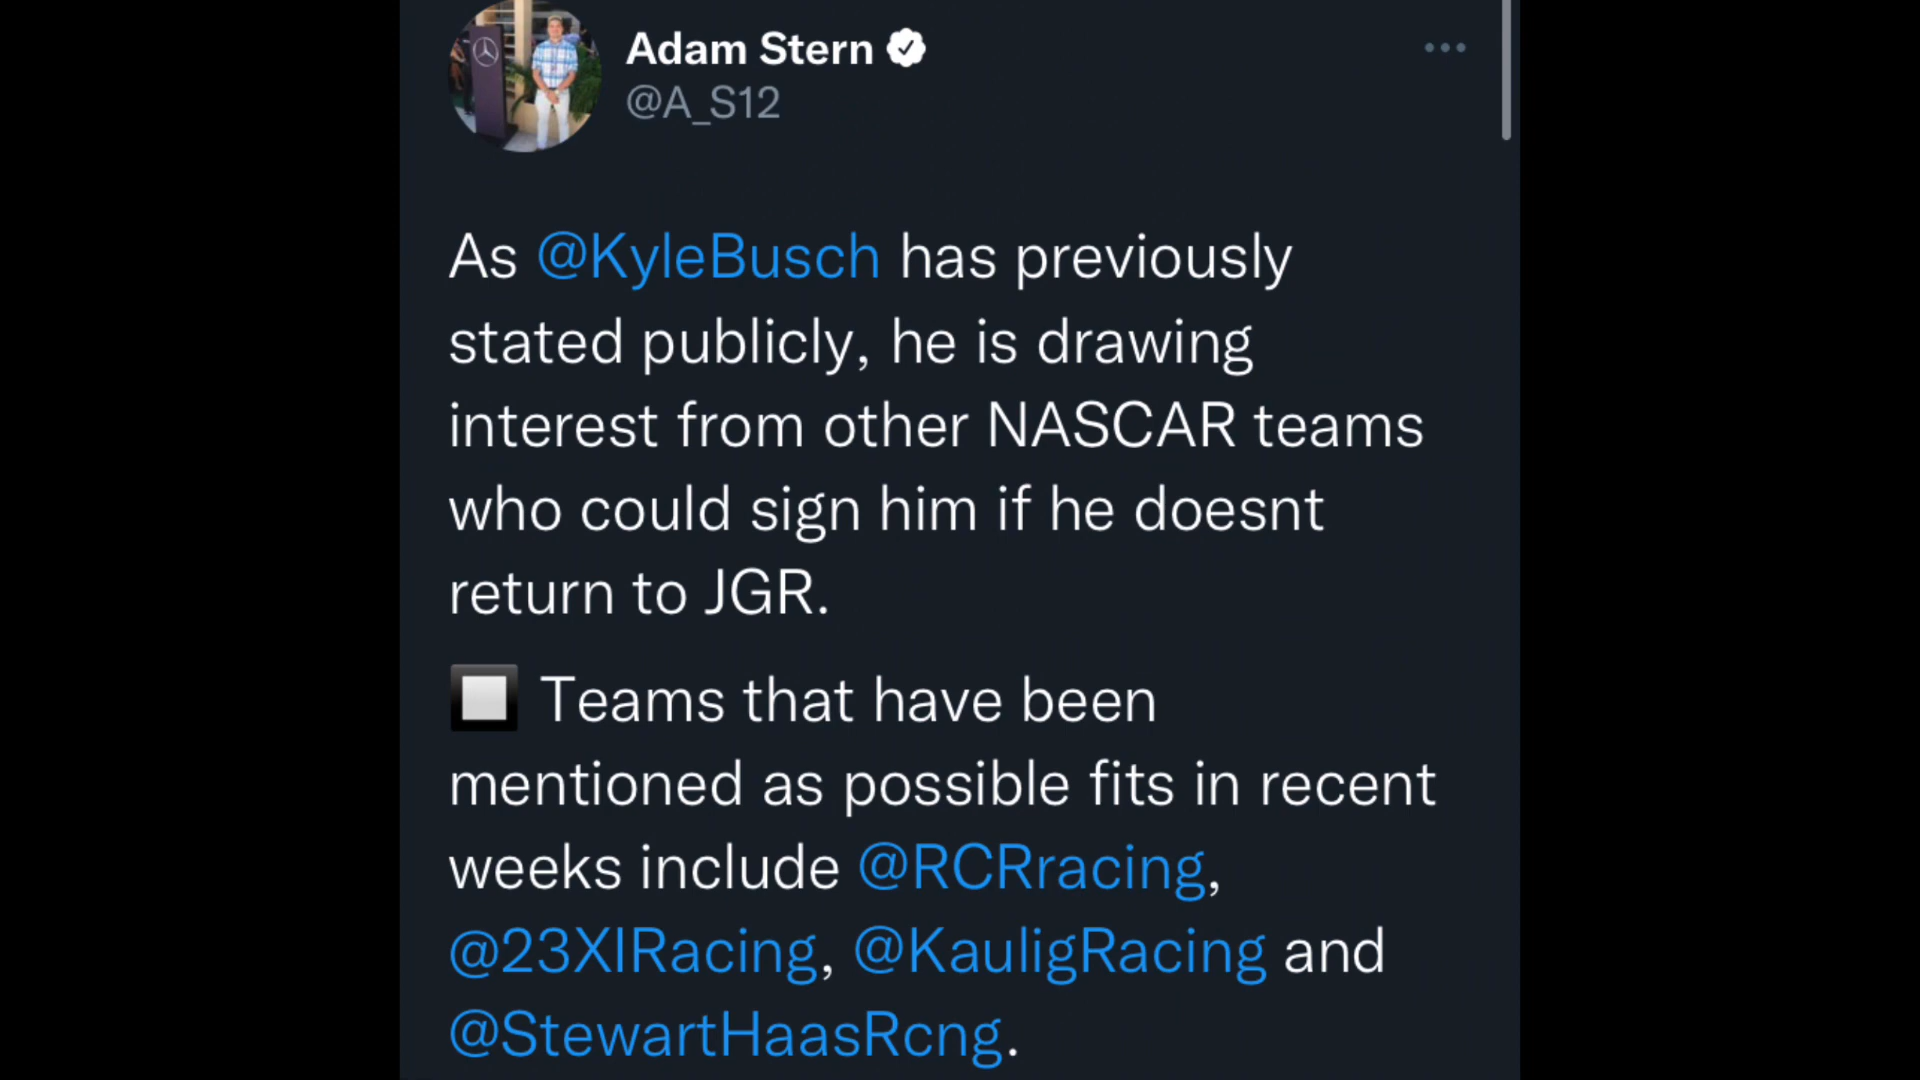 Adam Stern
@A_S12
As @KyleBusch has previously
stated publicly, he is drawing
interest from other NASCAR teams
who could sign him if he doesnt
return to JGR.
Teams that have been
mentioned as possible fits in recent
weeks include @RCRracing,
@23XIRacing, @KauligRacing and
@StewartHaasRcng.